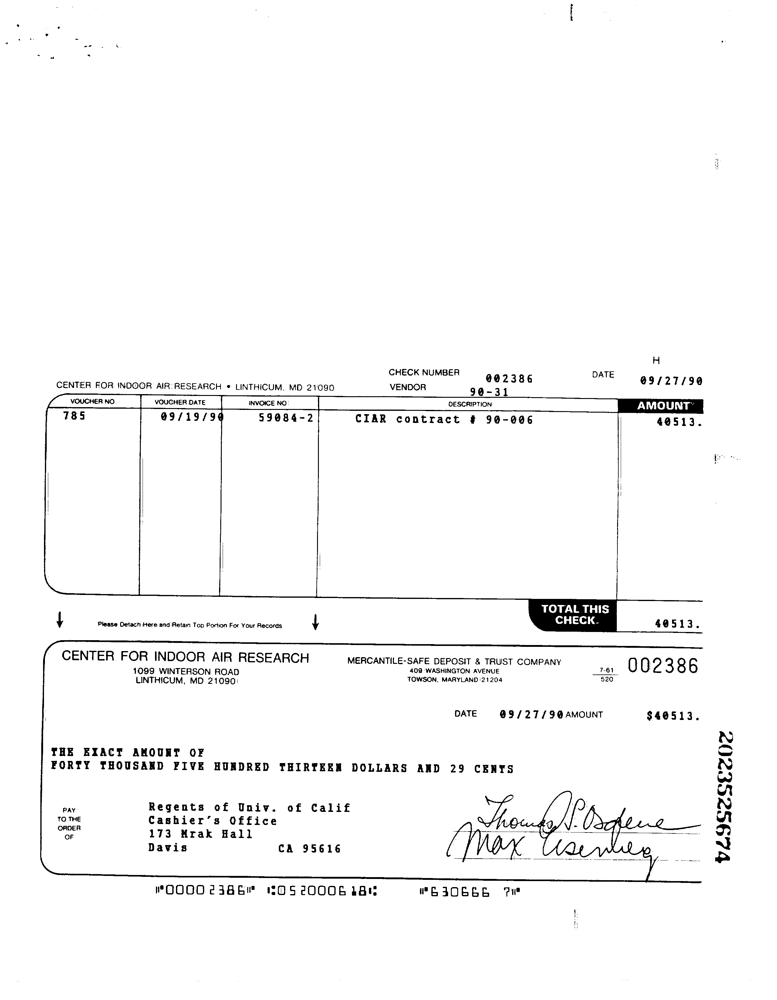 H
CHECK NUMBER 002386 DATE 09/27/90
CENTER FOR INDOOR AIR RESEARCH • LINTHICUM, MD 21090 VENDOR 90-31
VOUCHER NO. VOUCHER DATE INVOICE NO. DESCRIPTION AMOUNT
785 09/19/90 59084-2 CIAR contract # 90-006 40513.
TOTAL THIS CHECK 40513.
Please Detach Here and Retain Top Portion For Your Records
CENTER FOR INDOOR AIR RESEARCH
1099 WINTERSON ROAD
LINTHICUM, MD 21090
MERCANTILE-SAFE DEPOSIT & TRUST COMPANY
409 WASHINGTON AVENUE
TOWSON, MARYLAND 21204
7-61
520
002386
DATE 09/27/90 AMOUNT $40513.
THE EXACT AMOUNT OF
FORTY THOUSAND FIVE HUNDRED THIRTEEN DOLLARS AND 29 CENTS
PAY
TO THE
ORDER
OF
Regents of Univ. of Calif
Cashier's Office
173 Mrak Hall
Davis CA 95616
Thomas S. Osdene
Max Eisenberg
⑈00002386⑈ ⑆052000618⑆ ⑈630666 7⑈
2023525674